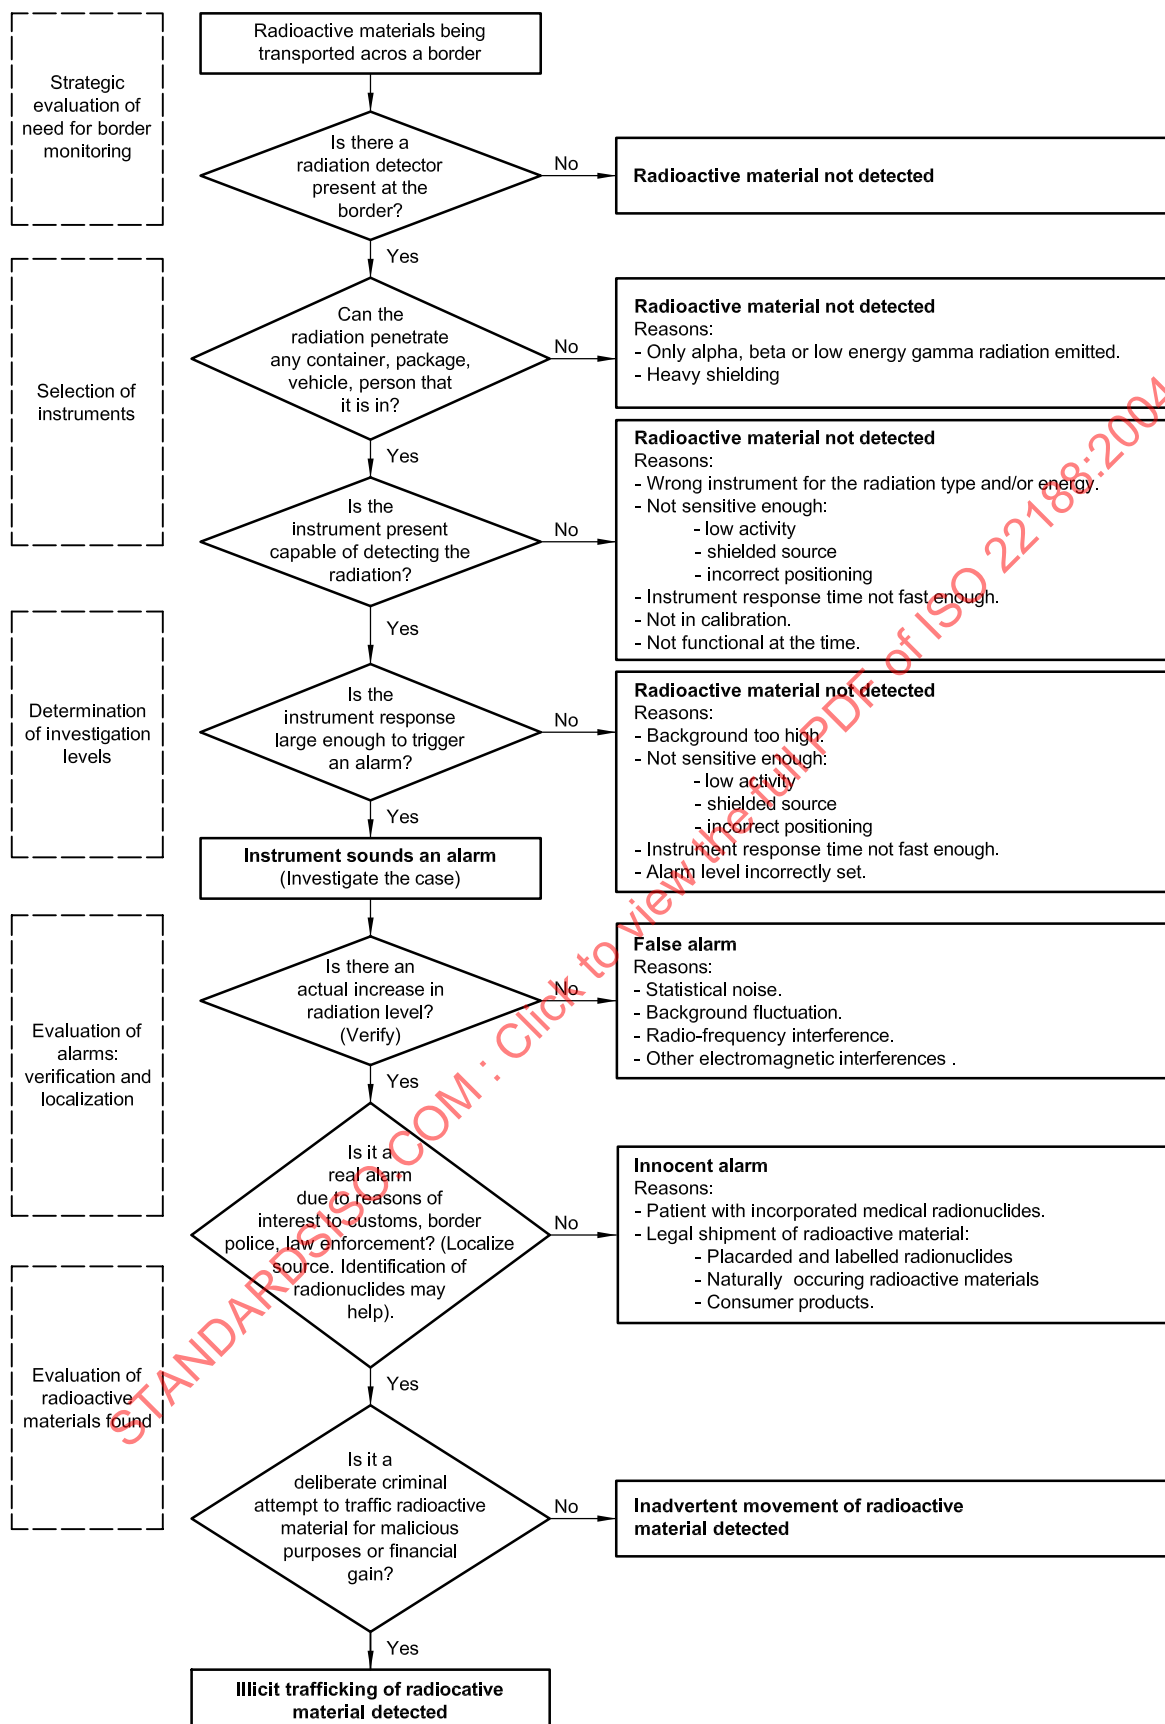 Strategic
evaluation of
need for border
monitoring
Radioactive materials being
transported acros a border
Is there a
radiation detector
present at the
border?
No
Radioactive material not detected
Yes
Selection of
instruments
Can the
radiation penetrate
any container, package,
vehicle, person that
it is in?
No
Radioactive material not detected
Reasons:
- Only alpha, beta or low energy gamma radiation emitted.
- Heavy shielding
Yes
Is the
instrument present
capable of detecting the
radiation?
No
Radioactive material not detected
Reasons:
- Wrong instrument for the radiation type and/or energy.
- Not sensitive enough:
- low activity
- shielded source
- incorrect positioning
- Instrument response time not fast enough.
- Not in calibration.
- Not functional at the time.
Yes
Determination
of investigation
levels
Is the
instrument response
large enough to trigger
an alarm?
No
Radioactive material not detected
Reasons:
- Background too high.
- Not sensitive enough:
- low activity
- shielded source
- incorrect positioning
- Instrument response time not fast enough.
- Alarm level incorrectly set.
Yes
Instrument sounds an alarm
(Investigate the case)
Evaluation of
alarms:
verification and
localization
Is there an
actual increase in
radiation level?
(Verify)
No
False alarm
Reasons:
- Statistical noise.
- Background fluctuation.
- Radio-frequency interference.
- Other electromagnetic interferences .
Yes
Is it a
real alarm
due to reasons of
interest to customs, border
police, law enforcement? (Localize
source. Identification of
radionuclides may
help).
No
Innocent alarm
Reasons:
- Patient with incorporated medical radionuclides.
- Legal shipment of radioactive material:
- Placarded and labelled radionuclides
- Naturally occuring radioactive materials
- Consumer products.
Yes
Evaluation of
radioactive
materials found
Is it a
deliberate criminal
attempt to traffic radioactive
material for malicious
purposes or financial
gain?
No
Inadvertent movement of radioactive
material detected
Yes
Illicit trafficking of radiocative
material detected
STANDARDSISO.COM : Click to view the full PDF of ISO 22188:2004